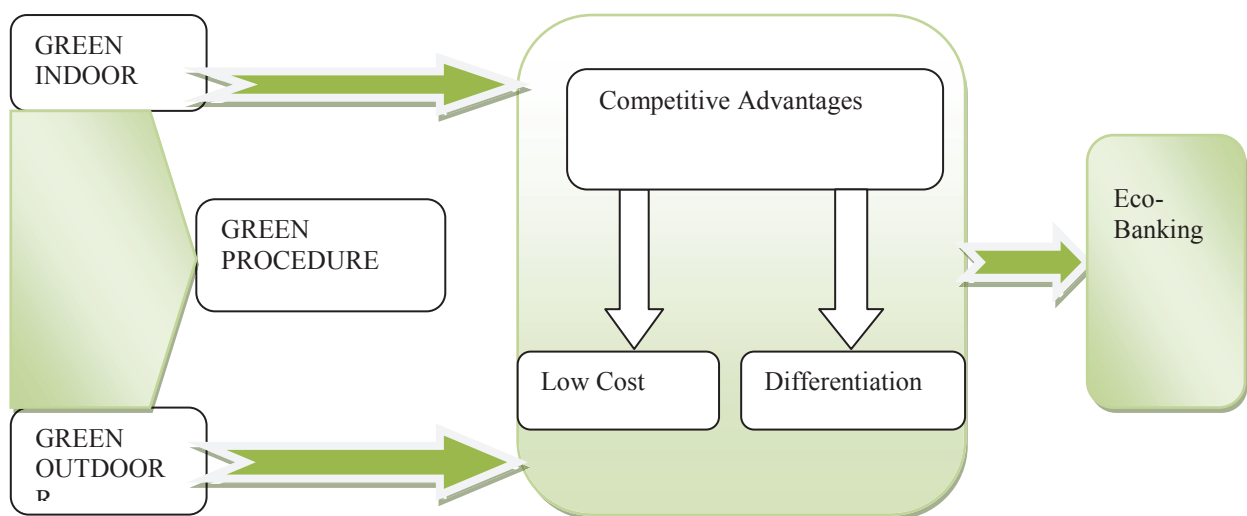 GREEN
INDOOR
Competitive Advantages
Eco-
Banking
GREEN
PROCEDURE
Low Cost
Differentiation
GREEN
OUTDOOR
R